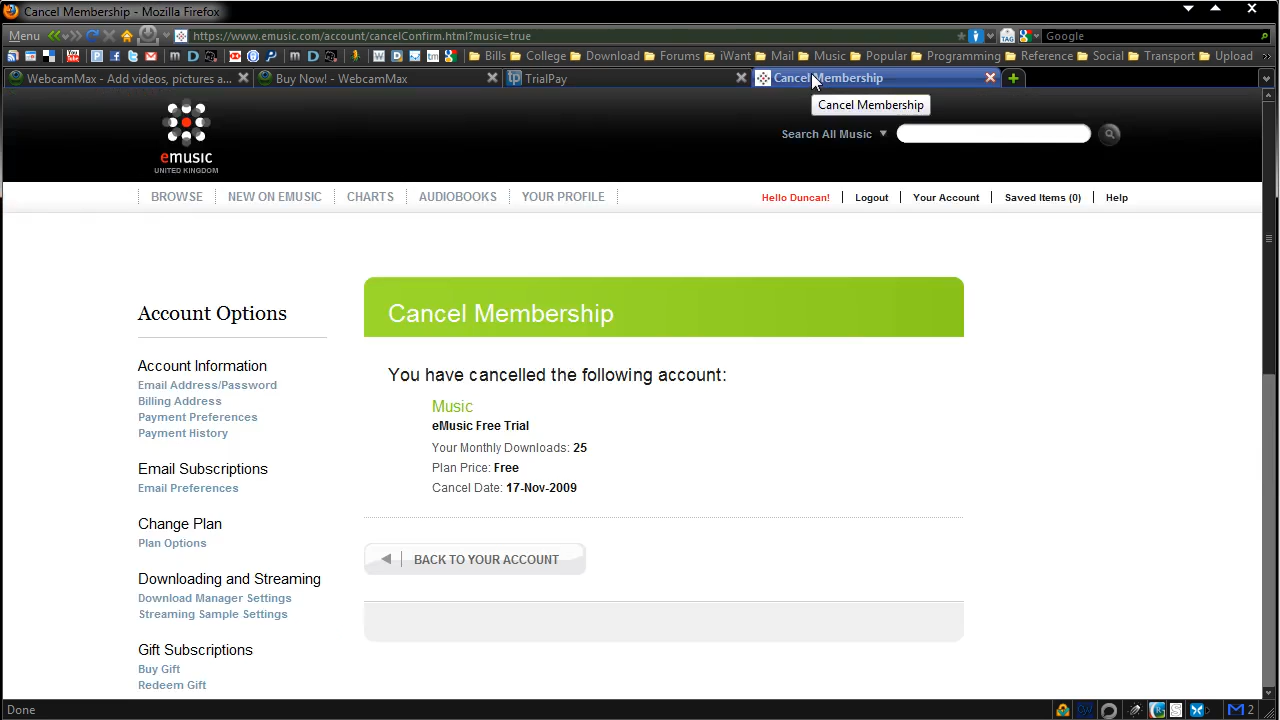 Cancel Membership - Mozilla Firefox
Menu
https://www.emusic.com/account/cancelConfirm.html?music=true
TAG
Google
Bills
College
Download
Forums
iWant
Mail
Music
Popular
Programming
Reference
Social
Transport
Upload
WebcamMax - Add videos, pictures a...
Buy Now! - WebcamMax
TrialPay
Cancel Membership
Cancel Membership
emusic
UNITED KINGDOM
Search All Music
BROWSE
NEW ON EMUSIC
CHARTS
AUDIOBOOKS
YOUR PROFILE
Hello Duncan!
Logout
Your Account
Saved Items (0)
Help
Account Options
Account Information
Email Address/Password
Billing Address
Payment Preferences
Payment History
Email Subscriptions
Email Preferences
Change Plan
Plan Options
Downloading and Streaming
Download Manager Settings
Streaming Sample Settings
Gift Subscriptions
Buy Gift
Redeem Gift
Cancel Membership
You have cancelled the following account:
Music
eMusic Free Trial
Your Monthly Downloads: 25
Plan Price: Free
Cancel Date: 17-Nov-2009
BACK TO YOUR ACCOUNT
Done
2